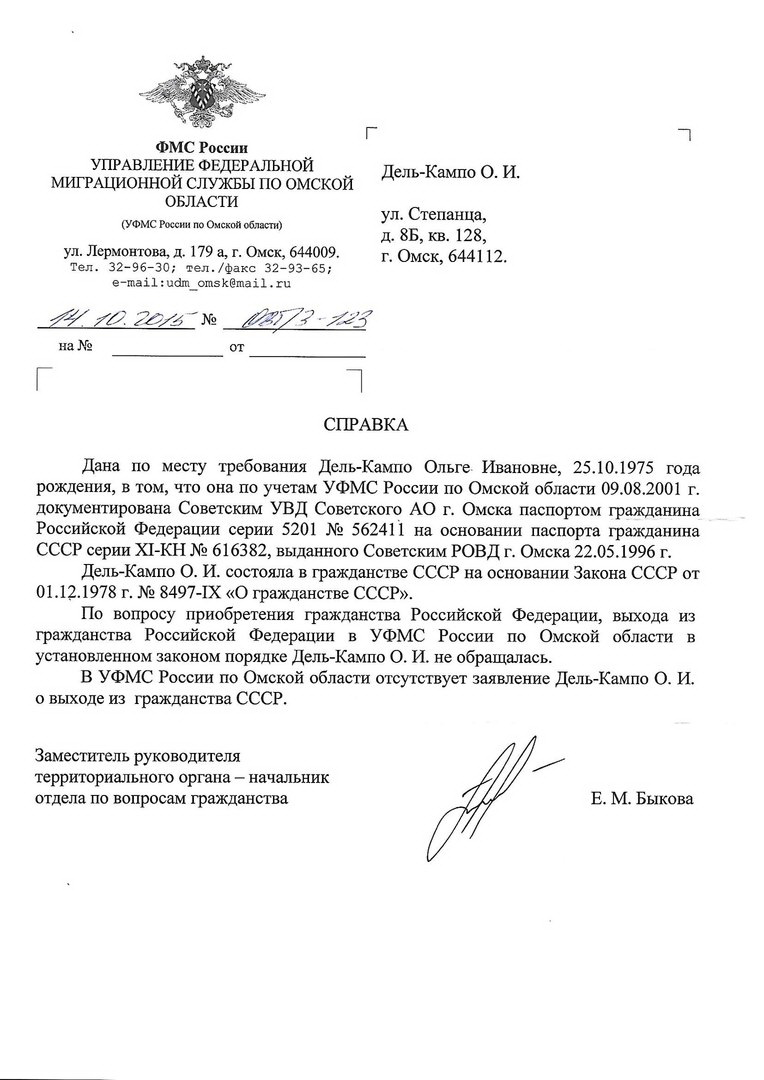 ФМС России
УПРАВЛЕНИЕ ФЕДЕРАЛЬНОЙ
МИГРАЦИОННОЙ СЛУЖБЫ ПО ОМСКОЙ
ОБЛАСТИ
(УФМС России по Омской области)
ул. Лермонтова, д. 179 а, г. Омск, 644009.
Тел. 32-96-30; тел./факс 32-93-65;
e-mail:udm_omsk@mail.ru
14.10.2015 №
на № от
Дель-Кампо О. И.
ул. Степанца,
д. 8Б, кв. 128,
г. Омск, 644112.
СПРАВКА
Дана по месту требования Дель-Кампо Ольге Ивановне, 25.10.1975 года
рождения, в том, что она по учетам УФМС России по Омской области 09.08.2001 г.
документирована Советским УВД Советского АО г. Омска паспортом гражданина
Российской Федерации серии 5201 № 562411 на основании паспорта гражданина
СССР серии XI-КН № 616382, выданного Советским РОВД г. Омска 22.05.1996 г.
Дель-Кампо О. И. состояла в гражданстве СССР на основании Закона СССР от
01.12.1978 г. № 8497-IX «О гражданстве СССР».
По вопросу приобретения гражданства Российской Федерации, выхода из
гражданства Российской Федерации в УФМС России по Омской области в
установленном законом порядке Дель-Кампо О. И. не обращалась.
В УФМС России по Омской области отсутствует заявление Дель-Кампо О. И.
о выходе из гражданства СССР.
Заместитель руководителя
территориального органа – начальник
отдела по вопросам гражданства
Е. М. Быкова